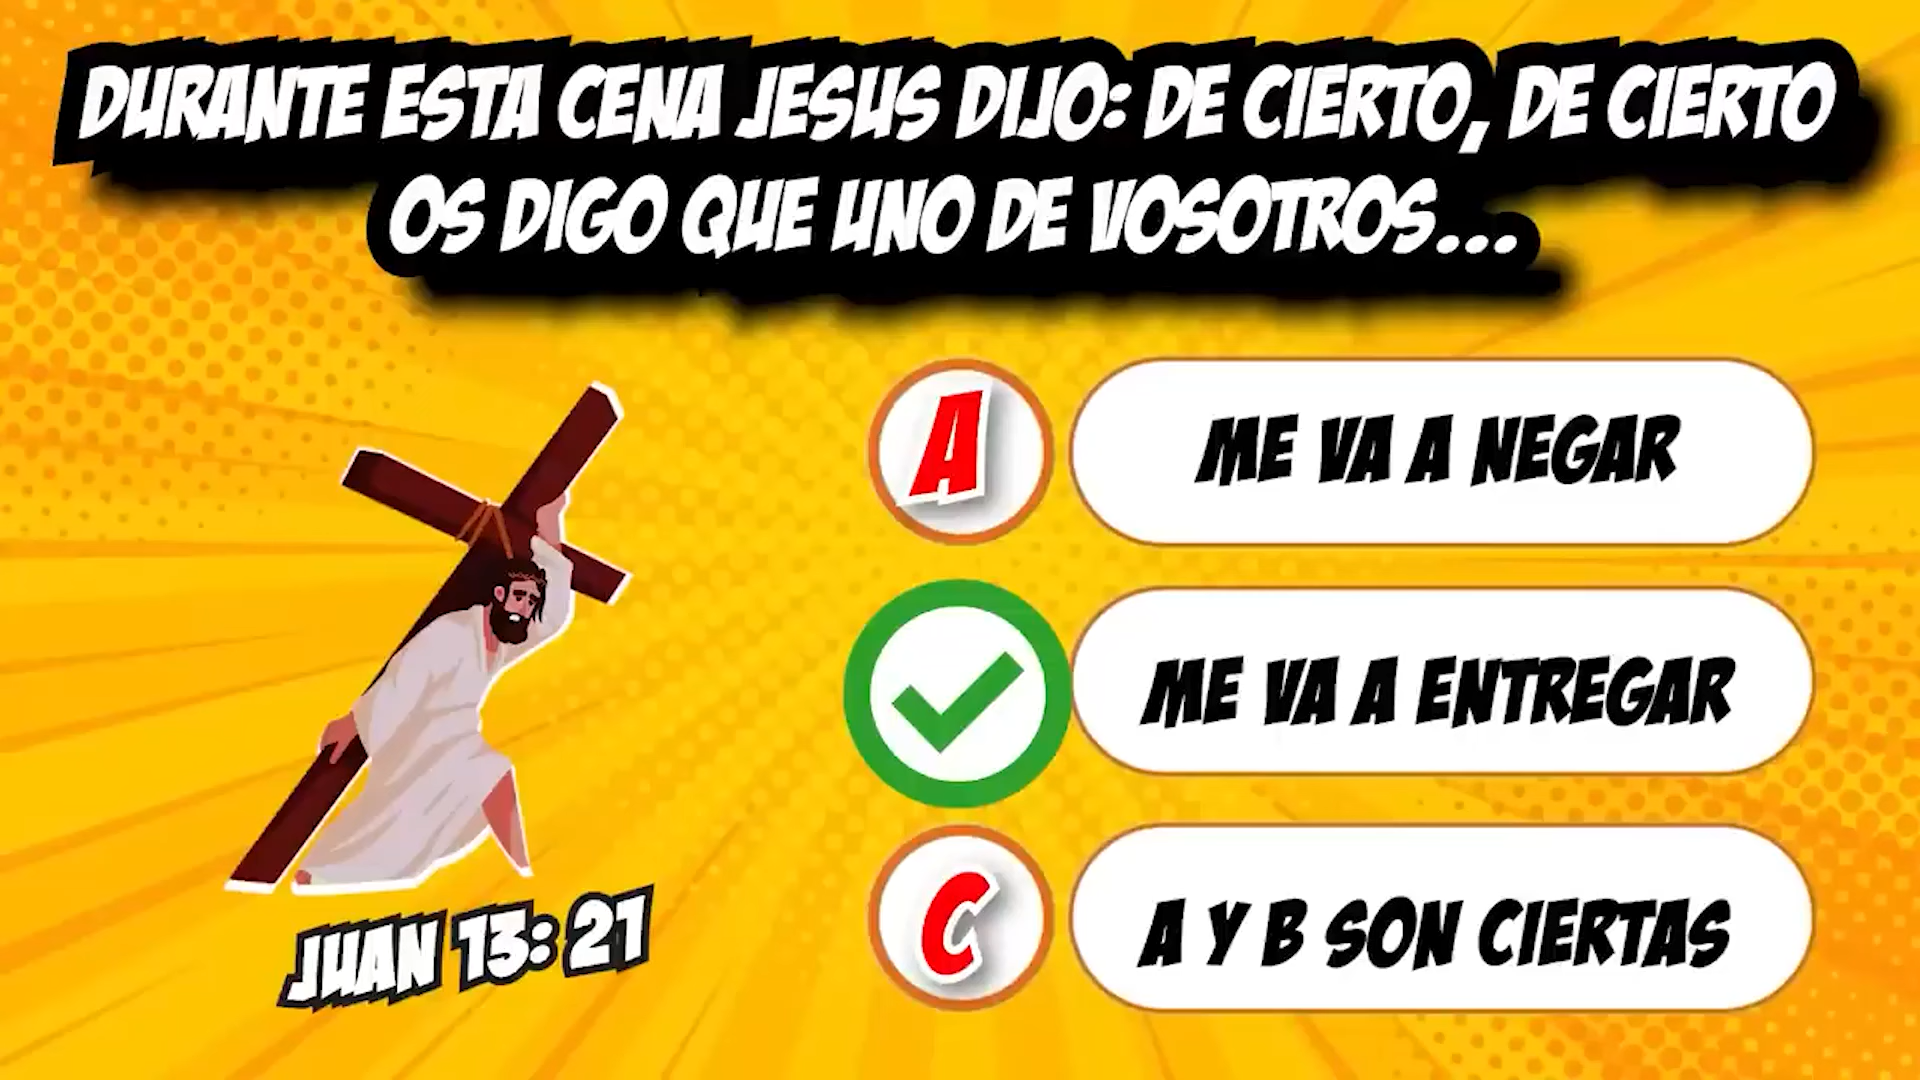 DURANTE ESTA CENA JESUS DIJO: DE CIERTO, DE CIERTO
OS DIGO QUE UNO DE VOSOTROS...
A ME VA A NEGAR
ME VA A ENTREGAR
C A Y B SON CIERTAS
JUAN 13: 21